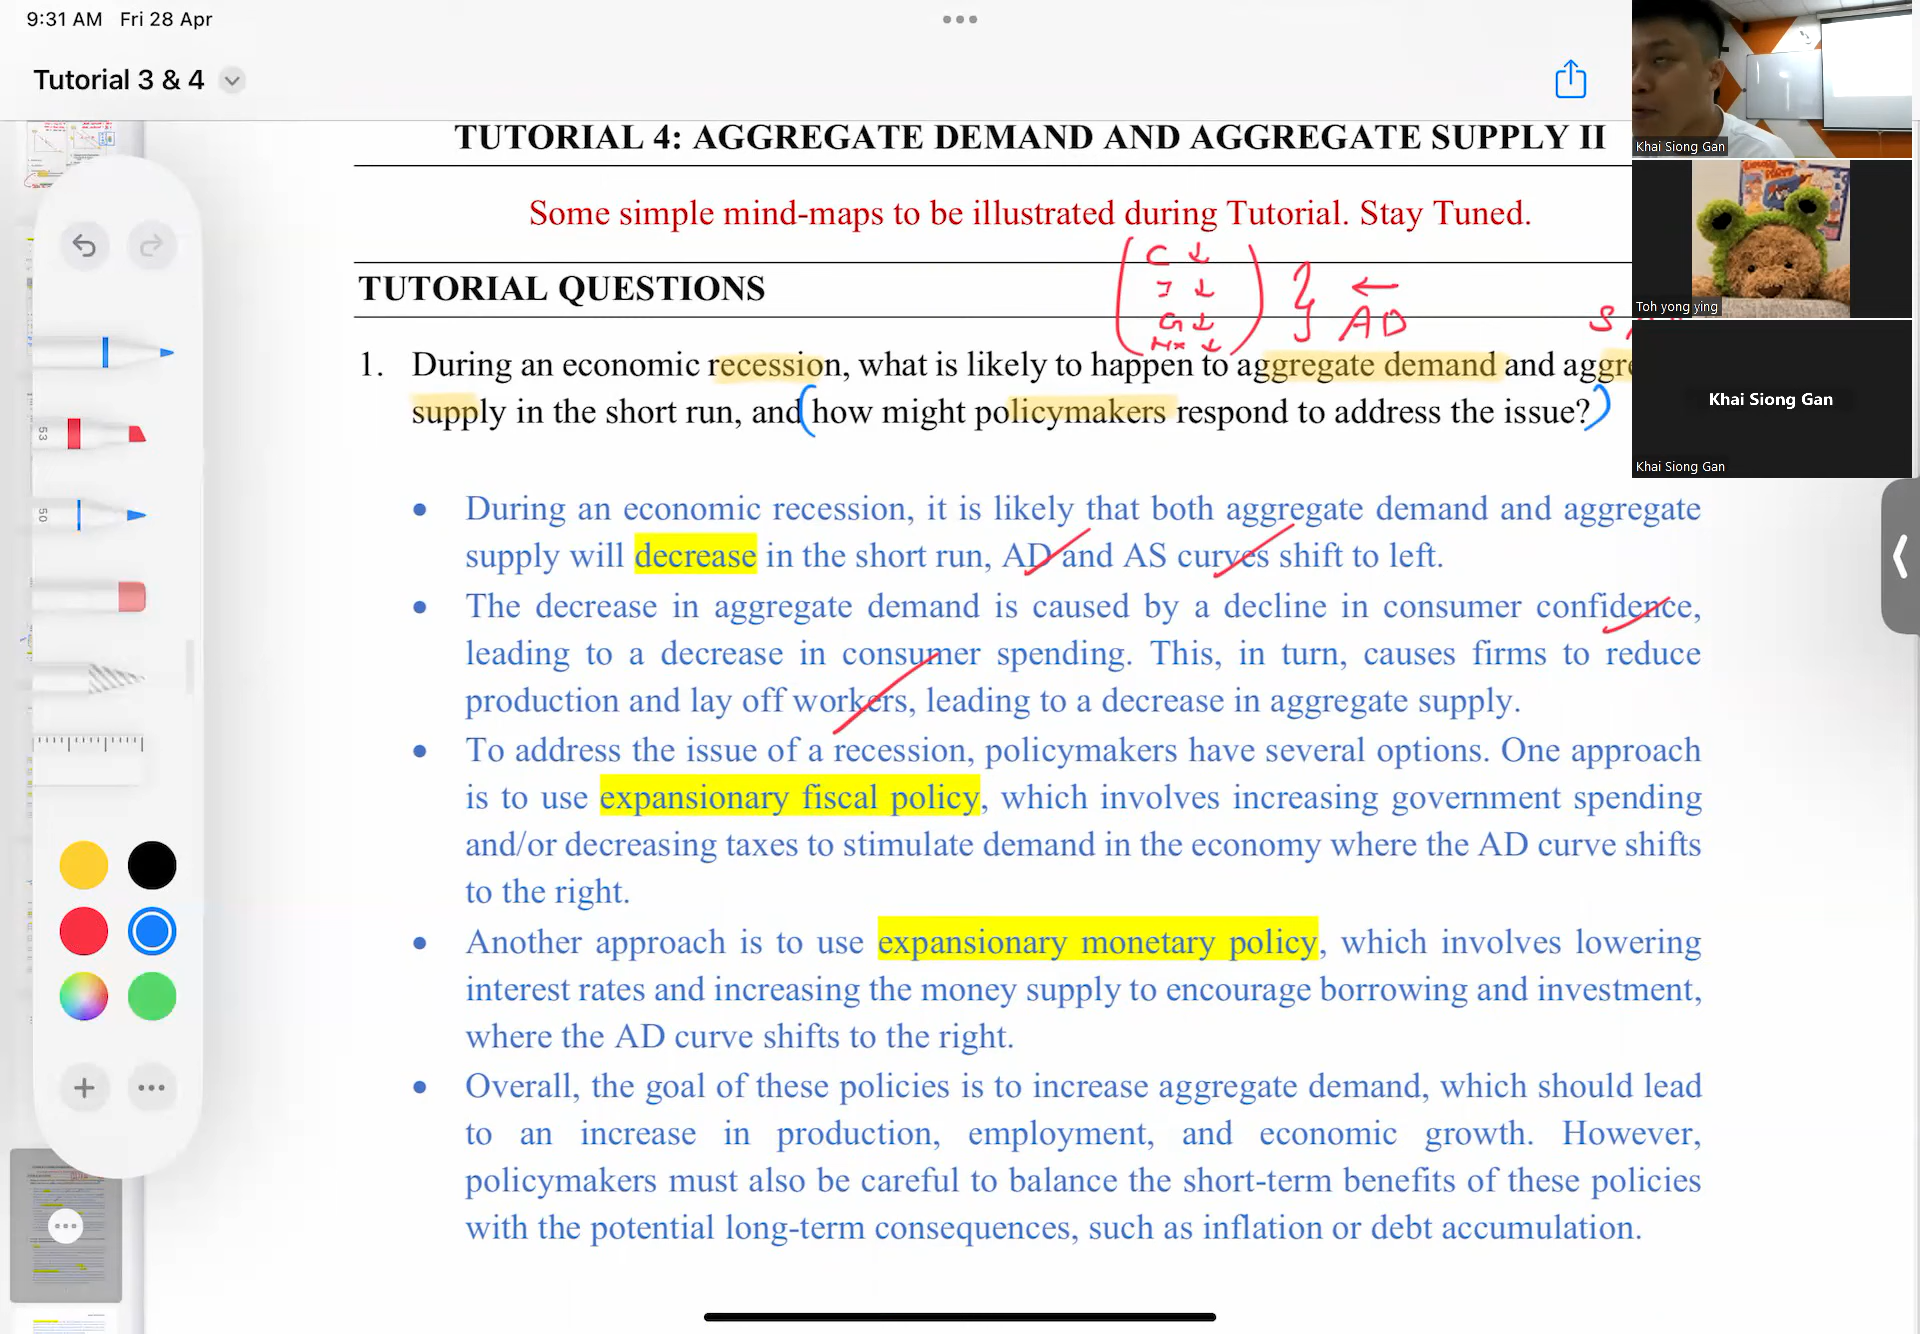 9:31 AM Fri 28 Apr
Tutorial 3 & 4
Khai Siong Gan
Toh yong ying
Khai Siong Gan
Khai Siong Gan
TUTORIAL 4: AGGREGATE DEMAND AND AGGREGATE SUPPLY II
Some simple mind-maps to be illustrated during Tutorial. Stay Tuned.
TUTORIAL QUESTIONS
C ↓
I ↓
G ↓
Nx ↓
←
AD
S
1. During an economic recession, what is likely to happen to aggregate demand and aggre
supply in the short run, and (how might policymakers respond to address the issue?)
• During an economic recession, it is likely that both aggregate demand and aggregate
supply will decrease in the short run, AD and AS curves shift to left.
• The decrease in aggregate demand is caused by a decline in consumer confidence,
leading to a decrease in consumer spending. This, in turn, causes firms to reduce
production and lay off workers, leading to a decrease in aggregate supply.
• To address the issue of a recession, policymakers have several options. One approach
is to use expansionary fiscal policy, which involves increasing government spending
and/or decreasing taxes to stimulate demand in the economy where the AD curve shifts
to the right.
• Another approach is to use expansionary monetary policy, which involves lowering
interest rates and increasing the money supply to encourage borrowing and investment,
where the AD curve shifts to the right.
• Overall, the goal of these policies is to increase aggregate demand, which should lead
to an increase in production, employment, and economic growth. However,
policymakers must also be careful to balance the short-term benefits of these policies
with the potential long-term consequences, such as inflation or debt accumulation.
53
50